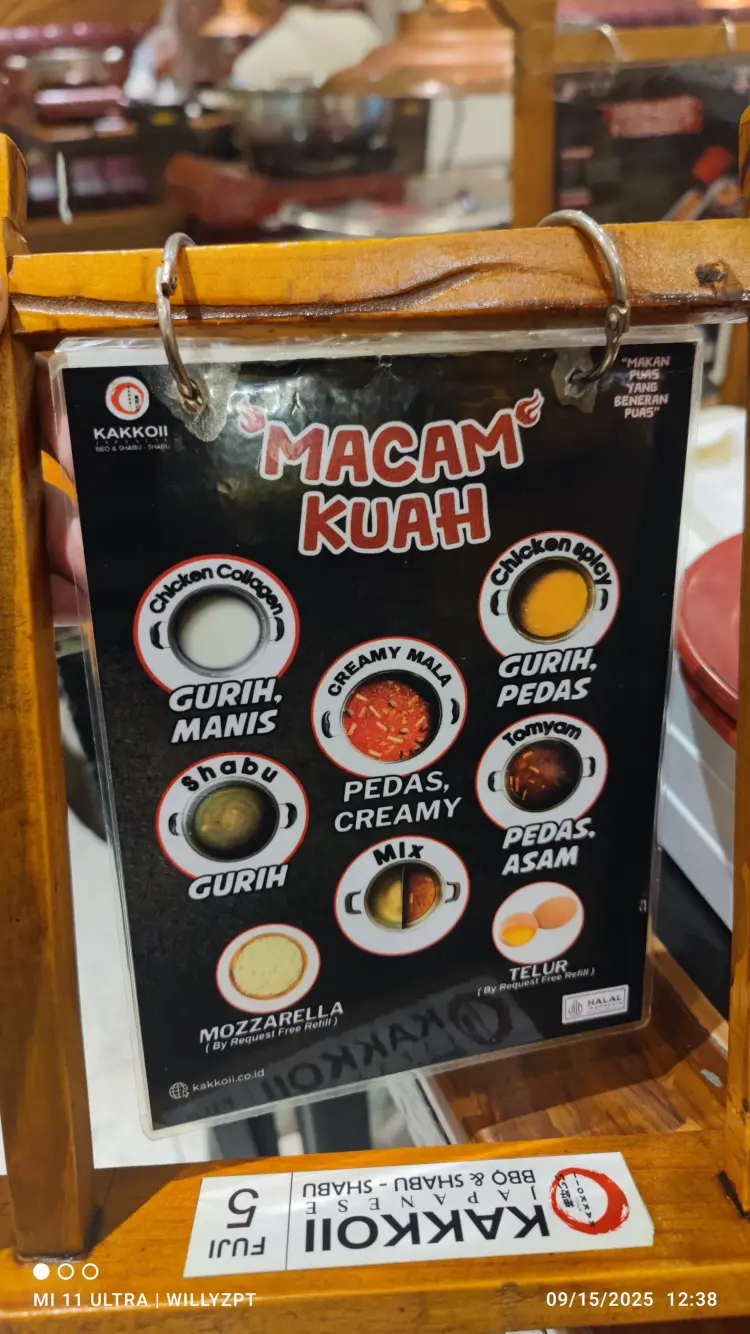 KAKKOII
JAPANESE
BBQ & SHABU - SHABU
"MAKAN
PUAS
YANG
BENERAN
PUAS"
MACAM
KUAH
Chicken Collagen
GURIH,
MANIS
Chicken spicy
GURIH,
PEDAS
CREAMY MALA
PEDAS,
CREAMY
Shabu
GURIH
Tomyam
PEDAS,
ASAM
MIX
MOZZARELLA
( By Request Free Refill )
TELUR
( By Request Free Refill )
HALAL
INDONESIA
kakkoii.co.id
KAKKOII
JAPANESE
BBQ & SHABU - SHABU
FUJI
5
MI 11 ULTRA | WILLYZPT
09/15/2025 12:38